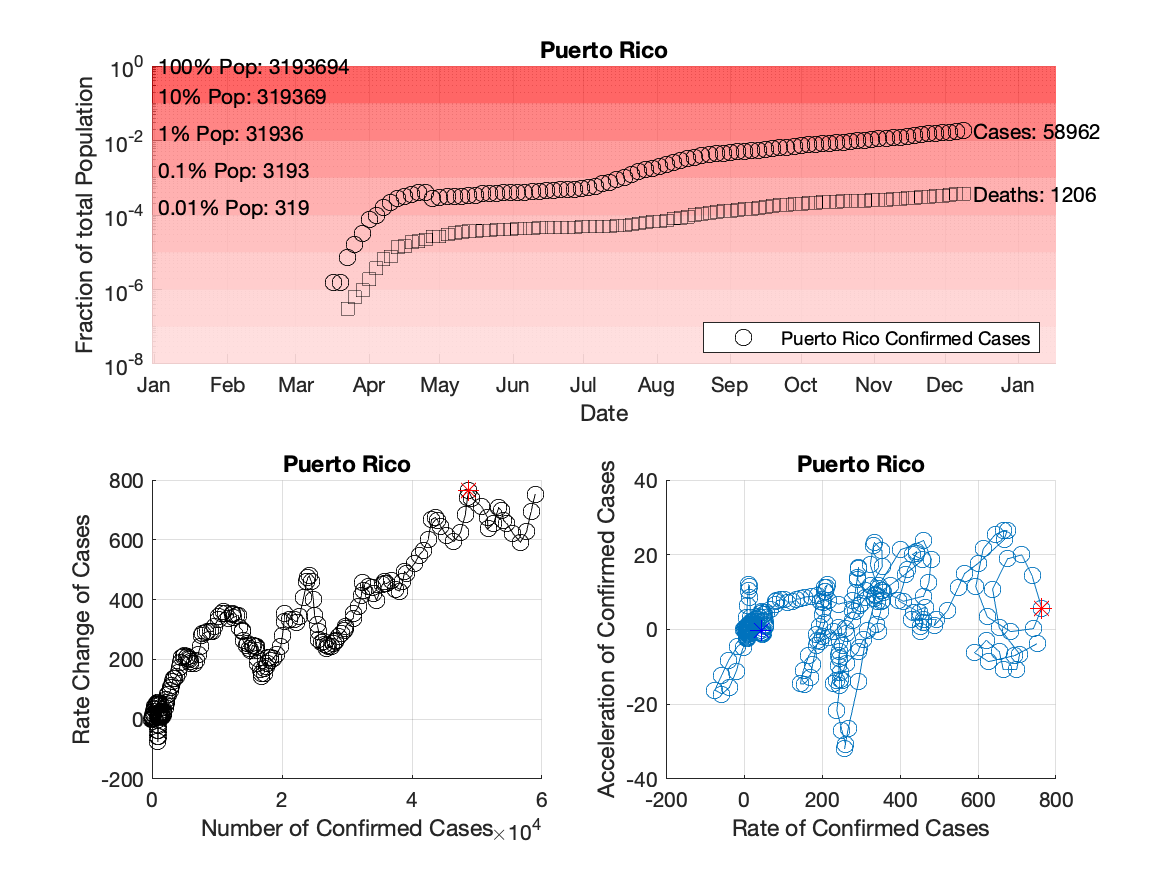 Puerto Rico
Fraction of total Population
10^0
10^-2
10^-4
10^-6
10^-8
100% Pop: 3193694
10% Pop: 319369
1% Pop: 31936
0.1% Pop: 3193
0.01% Pop: 319
Cases: 58962
Deaths: 1206
Puerto Rico Confirmed Cases
Jan Feb Mar Apr May Jun Jul Aug Sep Oct Nov Dec Jan
Date
Puerto Rico
Rate Change of Cases
800
600
400
200
0
-200
0 2 4 6
Number of Confirmed Cases ×10^4
Puerto Rico
Acceleration of Confirmed Cases
40
20
0
-20
-40
-200 0 200 400 600 800
Rate of Confirmed Cases